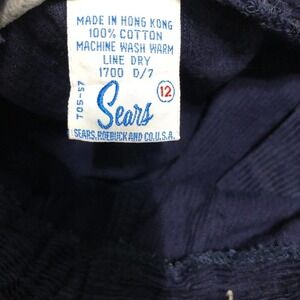 MADE IN HONG KONG
100% COTTON
MACHINE WASH WARM
LINE DRY
1700 D/7
T05-57
Sears
12
SEARS, ROEBUCK AND CO. U.S.A.